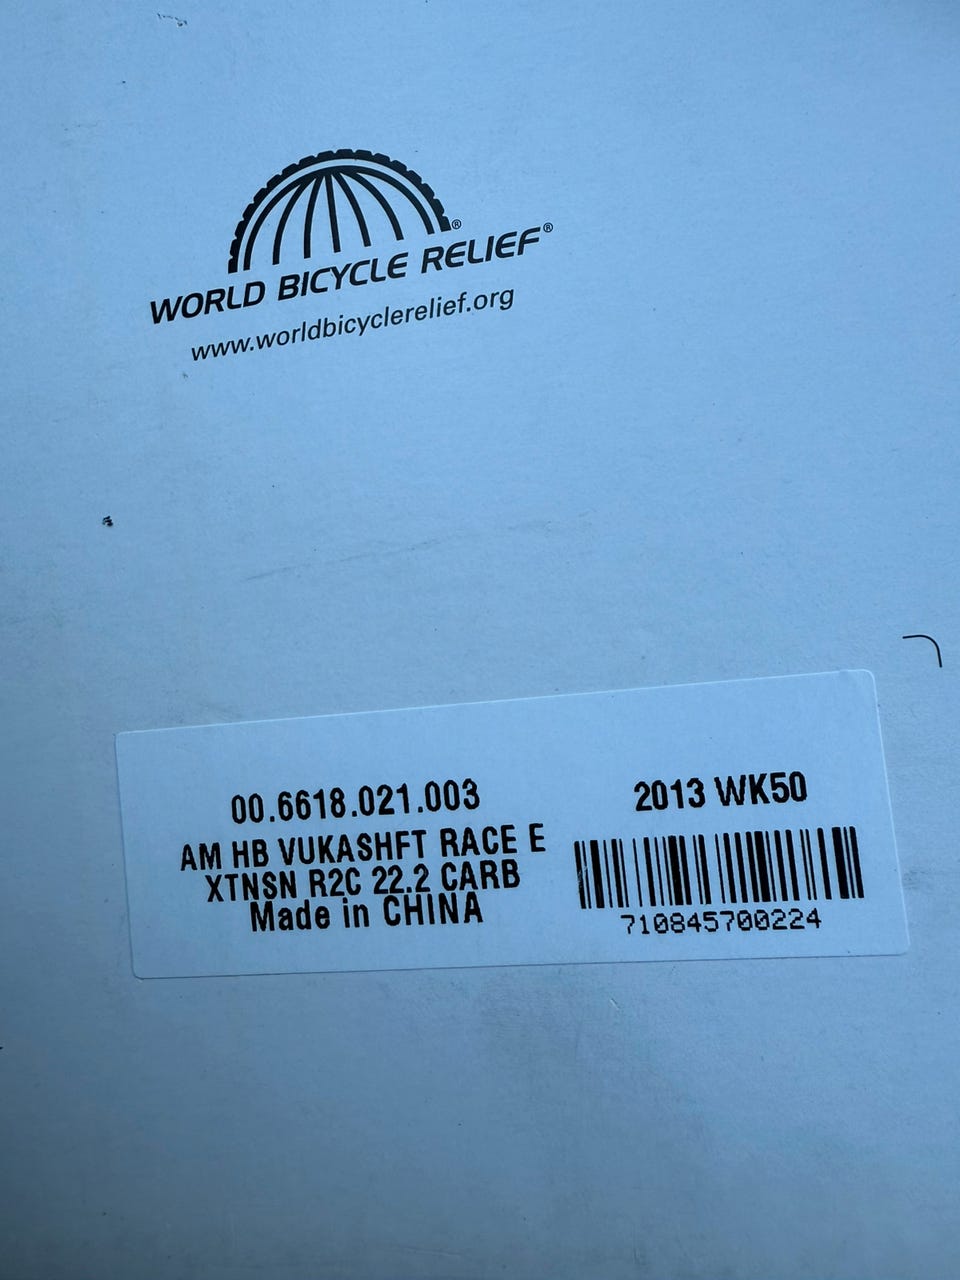 ®
WORLD BICYCLE RELIEF®
www.worldbicyclerelief.org
00.6618.021.003
AM HB VUKASHFT RACE E
XTNSN R2C 22.2 CARB
Made in CHINA
2013 WK50
710845700224